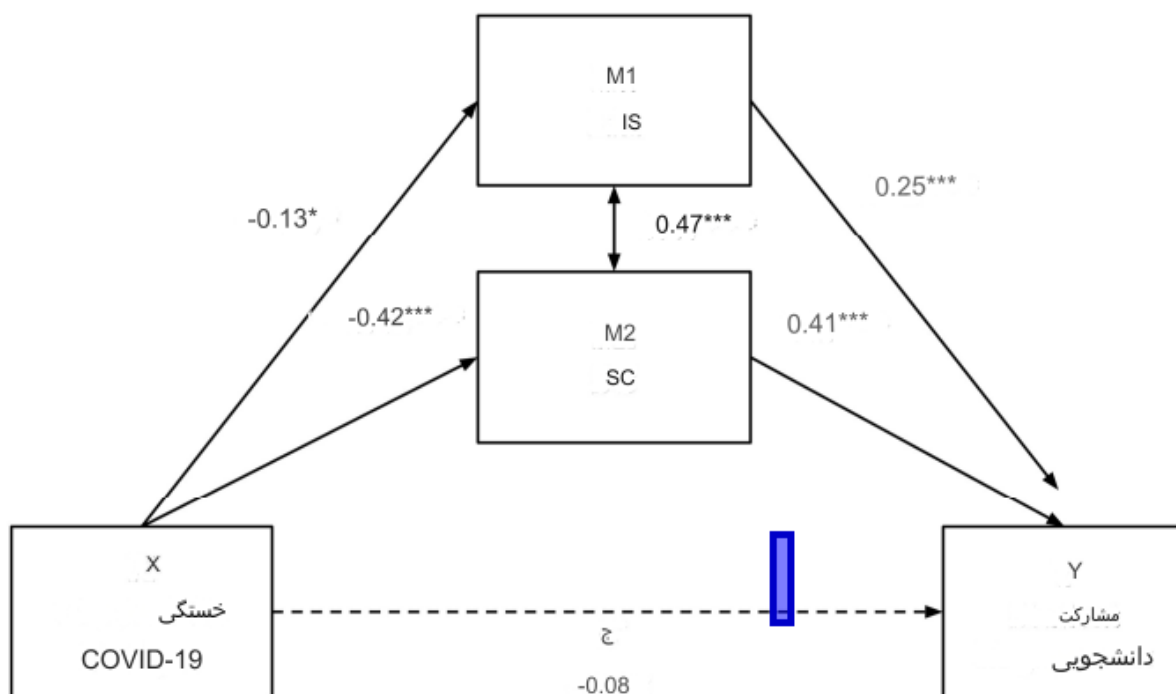 M1
IS
-0.13*
0.25***
0.47***
-0.42***
M2
SC
0.41***
X
خستگی
COVID-19
ج
-0.08
Y
مشارکت
دانشجویی